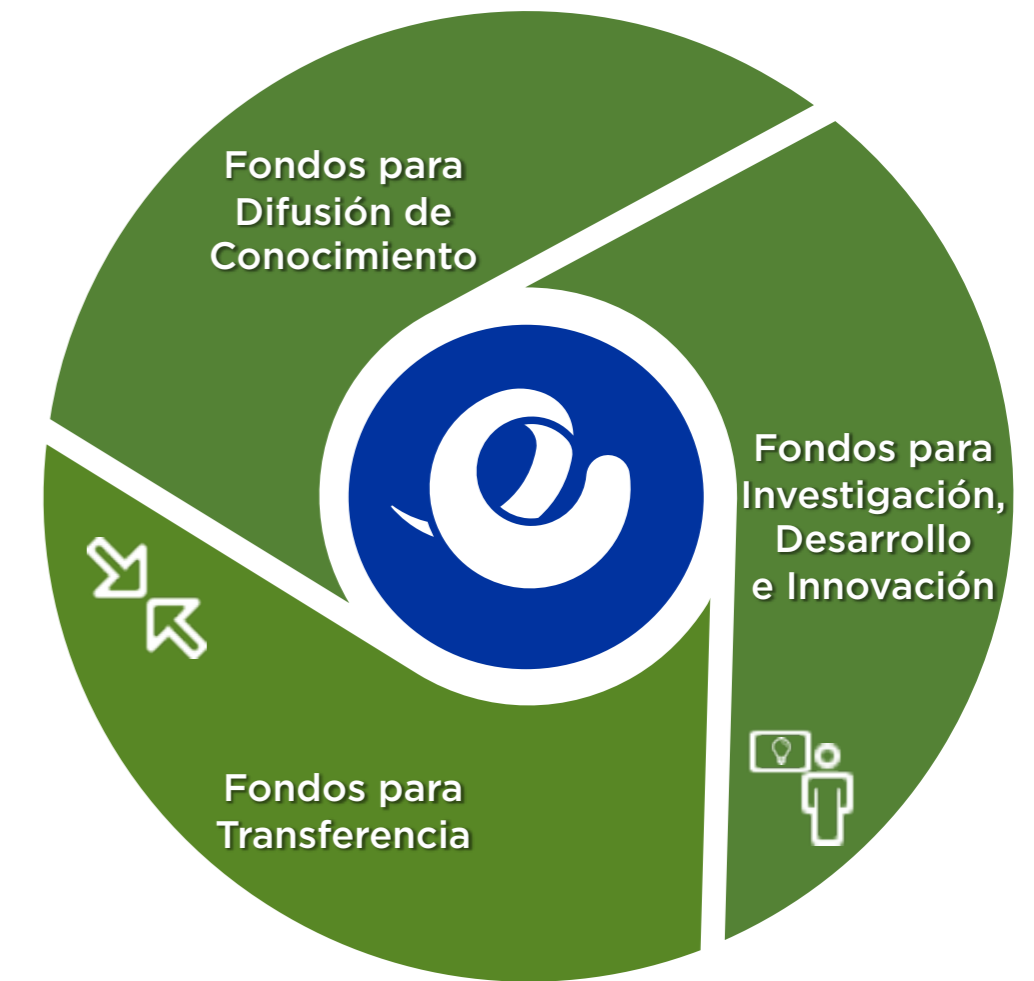 Fondos para
Difusión de
Conocimiento
Fondos para
Investigación,
Desarrollo
e Innovación
Fondos para
Transferencia